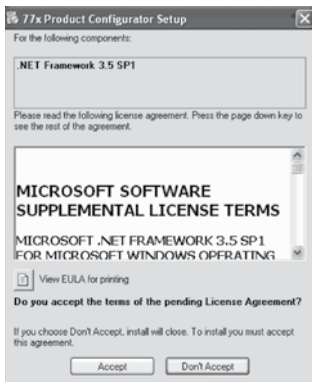 77x Product Configurator Setup
For the following components:
.NET Framework 3.5 SP1
Please read the following license agreement. Press the page down key to
see the rest of the agreement.
MICROSOFT SOFTWARE
SUPPLEMENTAL LICENSE TERMS
MICROSOFT .NET FRAMEWORK 3.5 SP1
FOR MICROSOFT WINDOWS OPERATING
View EULA for printing
Do you accept the terms of the pending License Agreement?
If you choose Don't Accept, install will close. To install you must accept
this agreement.
Accept
Don't Accept